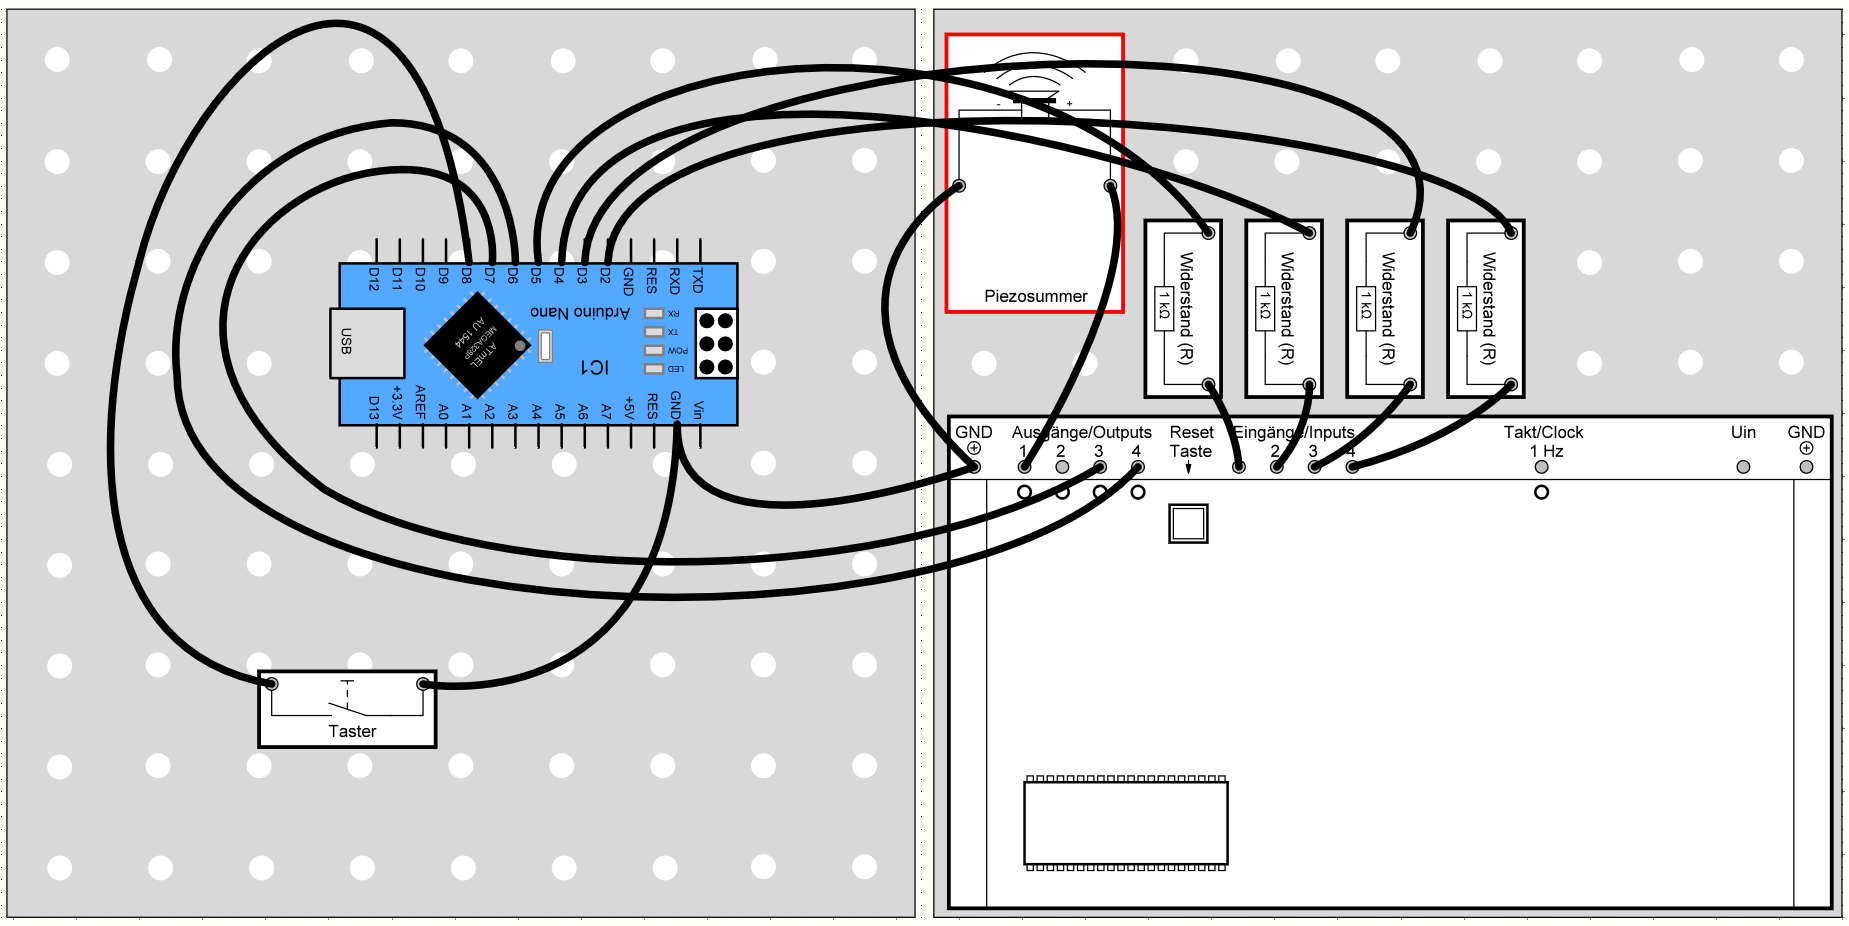 - +
Piezosummer
D12
D11
D10
D9
D8
D7
D6
D5
D4
D3
D2
GND
RES
RXD
TXD
Arduino Nano
IC1
RX
TX
POW
LED
USB
ATmEL
MEGA328P
AU 1544
D13
+3.3V
AREF
A0
A1
A2
A3
A4
A5
A6
A7
+5V
RES
GND
Vin
Widerstand (R)
1 kΩ
Widerstand (R)
1 kΩ
Widerstand (R)
1 kΩ
Widerstand (R)
1 kΩ
GND Ausgänge/Outputs Reset Eingänge/Inputs Takt/Clock Uin GND
1 2 3 4 Taste 2 3 4 1 Hz
Taster